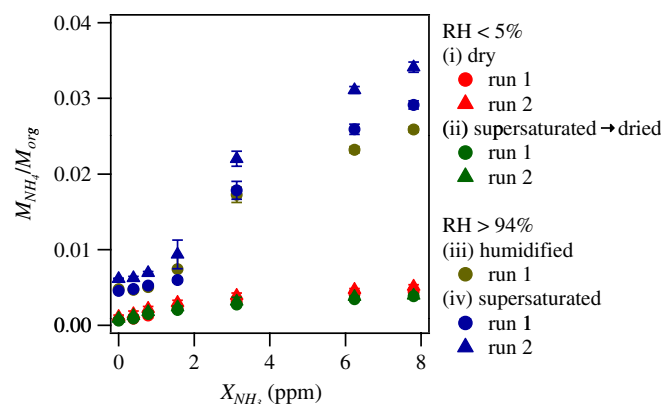 0.04
0.03
0.02
0.01
0.00
M_NH4/M_org
0 2 4 6 8
X_NH3 (ppm)
RH < 5%
(i) dry
run 1
run 2
(ii) supersaturated → dried
run 1
run 2
RH > 94%
(iii) humidified
run 1
(iv) supersaturated
run 1
run 2